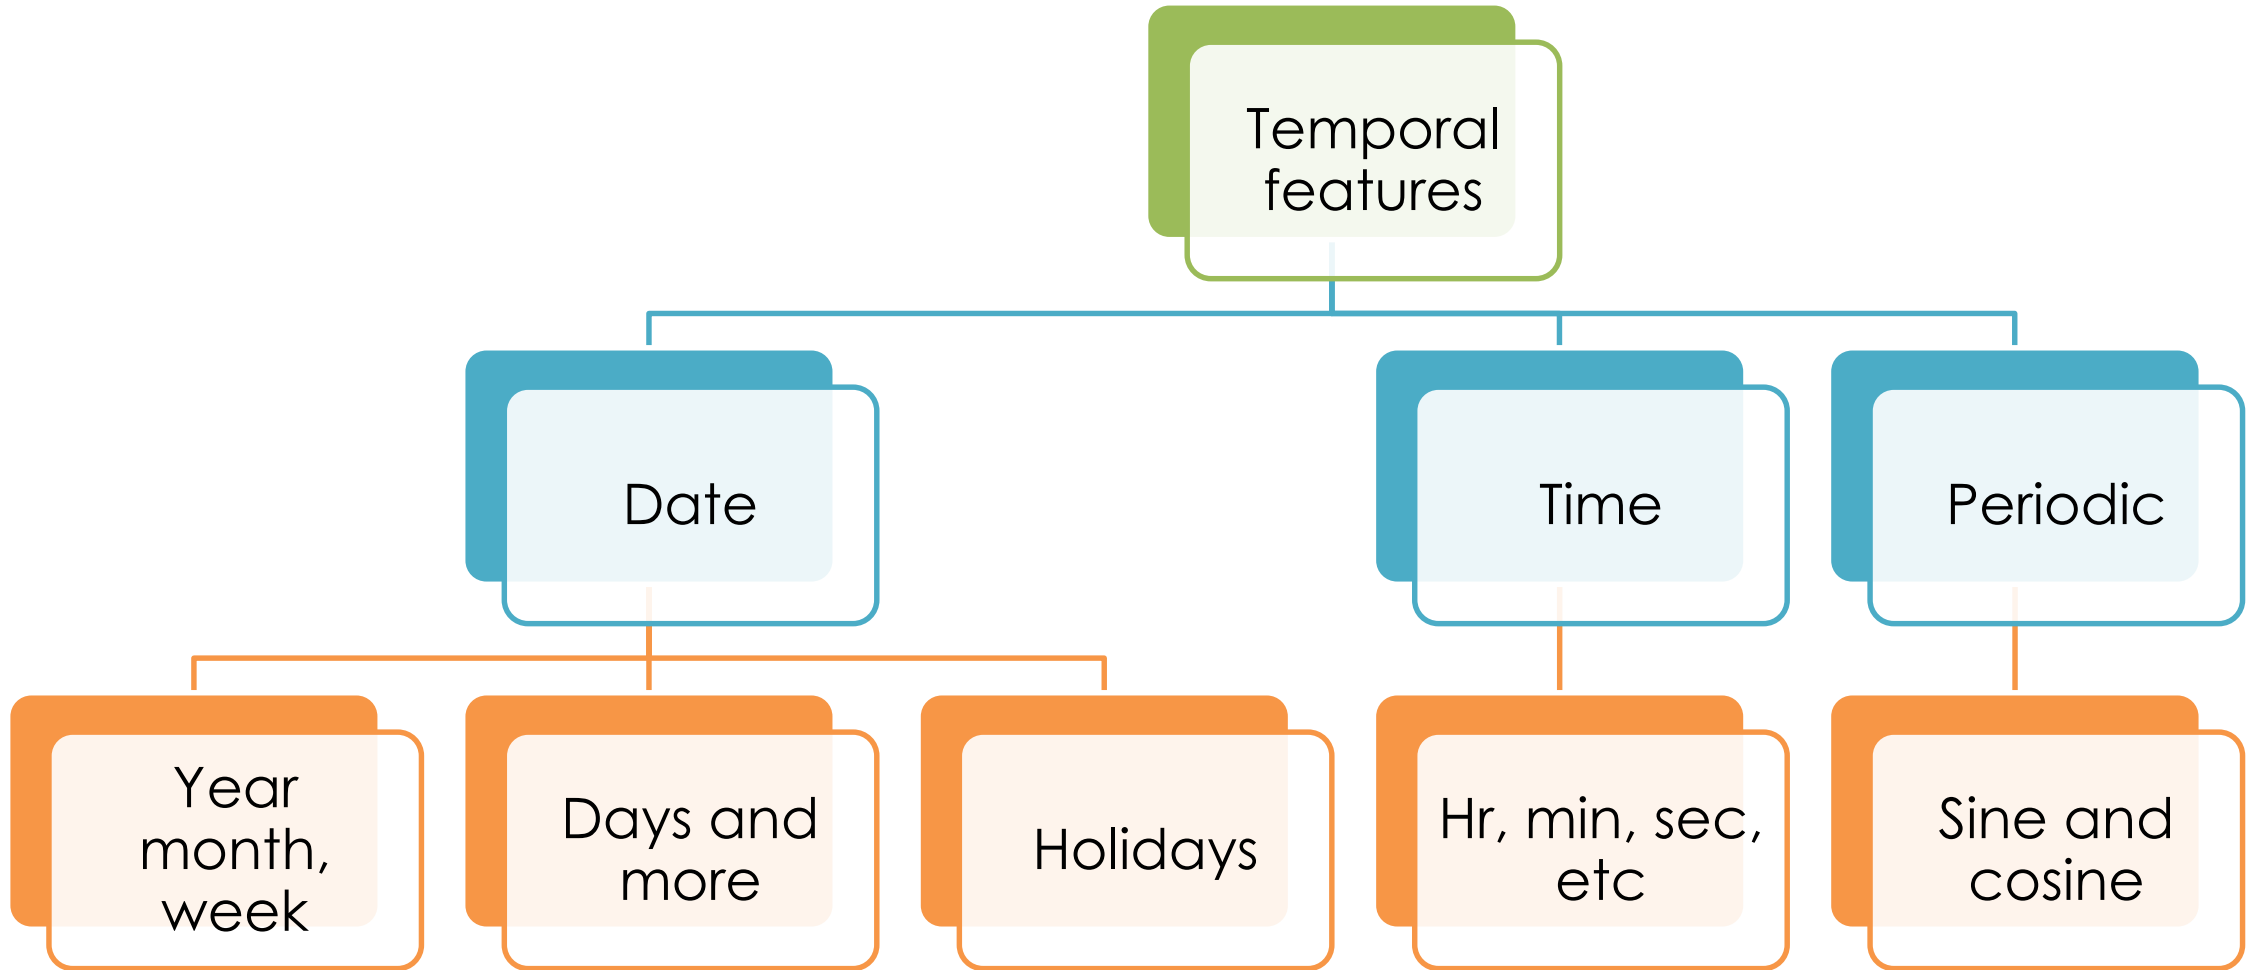 Temporal
features
Date
Time
Periodic
Year
month,
week
Days and
more
Holidays
Hr, min, sec,
etc
Sine and
cosine